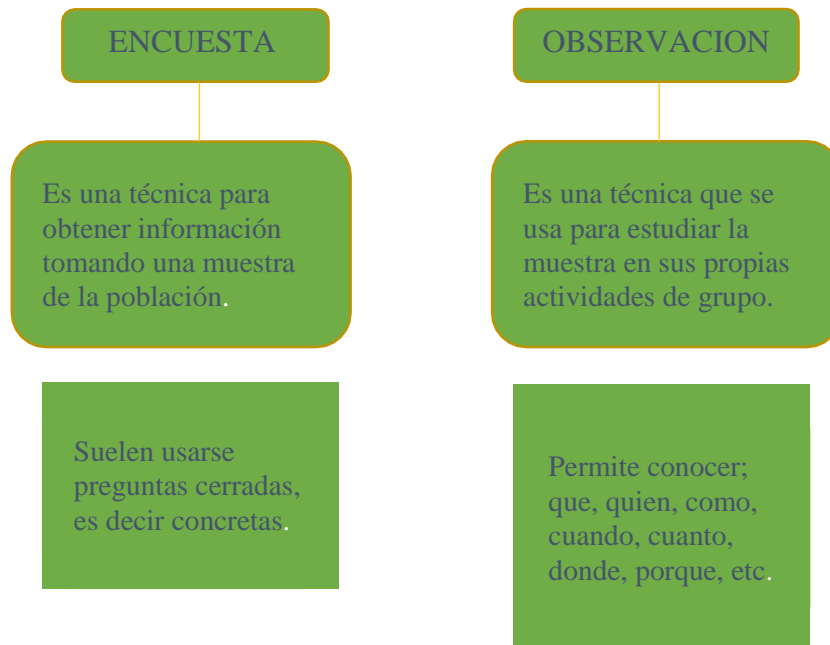 ENCUESTA
Es una técnica para
obtener información
tomando una muestra
de la población.
Suelen usarse
preguntas cerradas,
es decir concretas.
OBSERVACION
Es una técnica que se
usa para estudiar la
muestra en sus propias
actividades de grupo.
Permite conocer;
que, quien, como,
cuando, cuanto,
donde, porque, etc.